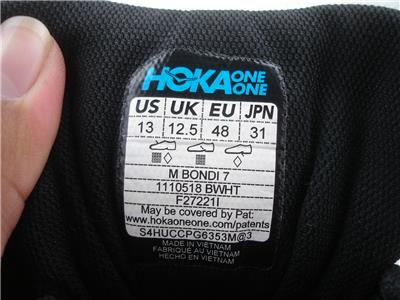 HOKA ONE ONE
US UK EU JPN
13 12.5 48 31
M BONDI 7
1110518 BWHT
F27221I
May be covered by Pat:
www.hokaoneone.com/patents
S4HUCCPG6353M@3
MADE IN VIETNAM
FABRIQUÉ AU VIETNAM
HECHO EN VIETNAM